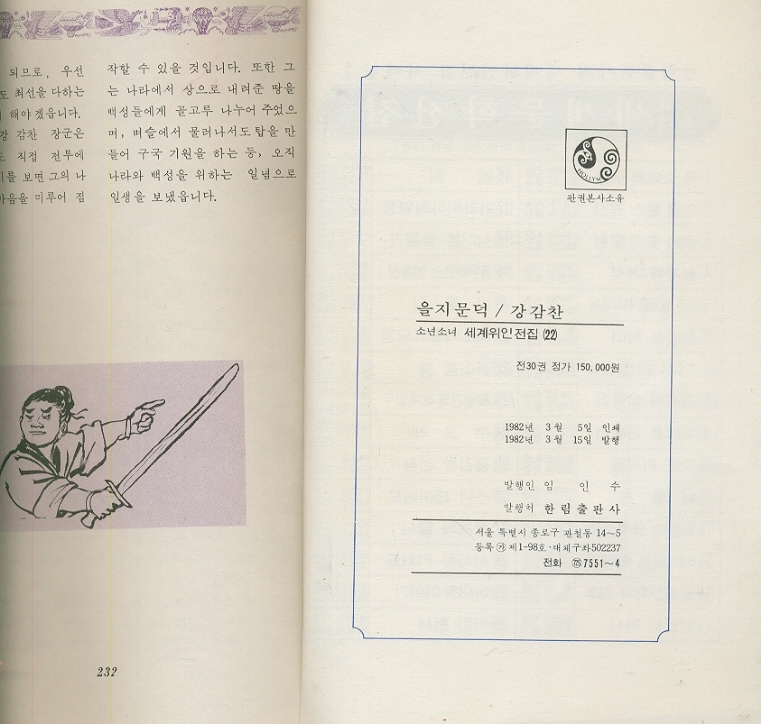 되므로, 우선
도 최선을 다하는
해야겠읍니다.
강 감찬 장군은
직접 전투에
를 보면 그의 나
마음을 미루어 짐
작할 수 있을 것입니다. 또한 그
는 나라에서 상으로 내려준 땅을
백성들에게 골고루 나누어 주었으
며, 벼슬에서 물러나서도 탑을 만
들어 구국 기원을 하는 등, 오직
나라와 백성을 위하는 일념으로
일생을 보냈읍니다.
232
HOLLYM
판권본사소유
을지문덕 / 강감찬
소년소녀 세계위인전집 (22)
전30권 정가 150,000원
1982년 3월 5일 인쇄
1982년 3월 15일 발행
발행인 임 인 수
발행처 한림출판사
서울 특별시 종로구 관철동 14~5
등록 ㉮ 제1-98호·대체구좌502237
전화 7551~4